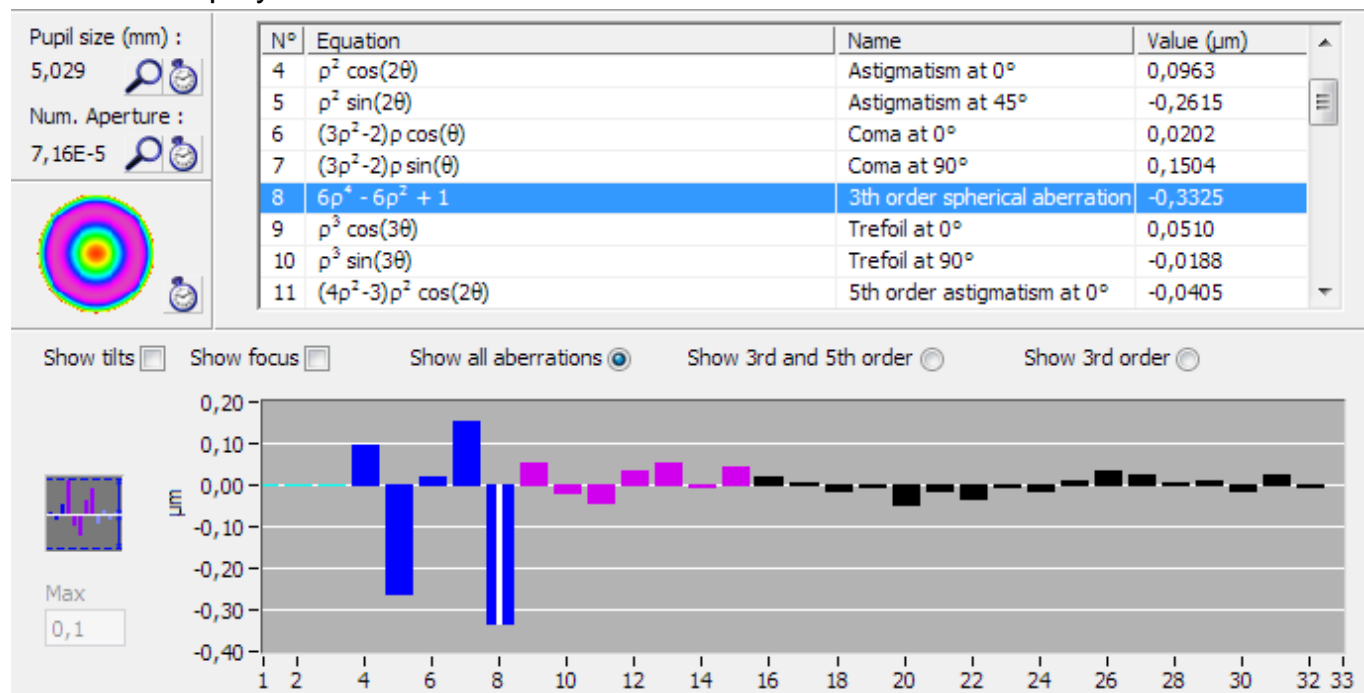 Pupil size (mm) :
5,029
Num. Aperture :
7,16E-5
N° Equation Name Value (µm)
4 ρ² cos(2θ) Astigmatism at 0° 0,0963
5 ρ² sin(2θ) Astigmatism at 45° -0,2615
6 (3ρ²-2)ρ cos(θ) Coma at 0° 0,0202
7 (3ρ²-2)ρ sin(θ) Coma at 90° 0,1504
8 6ρ⁴ - 6ρ² + 1 3th order spherical aberration -0,3325
9 ρ³ cos(3θ) Trefoil at 0° 0,0510
10 ρ³ sin(3θ) Trefoil at 90° -0,0188
11 (4ρ²-3)ρ² cos(2θ) 5th order astigmatism at 0° -0,0405
Show tilts Show focus Show all aberrations Show 3rd and 5th order Show 3rd order
0,20
0,10
0,00
-0,10
-0,20
-0,30
-0,40
µm
Max
0,1
1 2 4 6 8 10 12 14 16 18 20 22 24 26 28 30 32 33